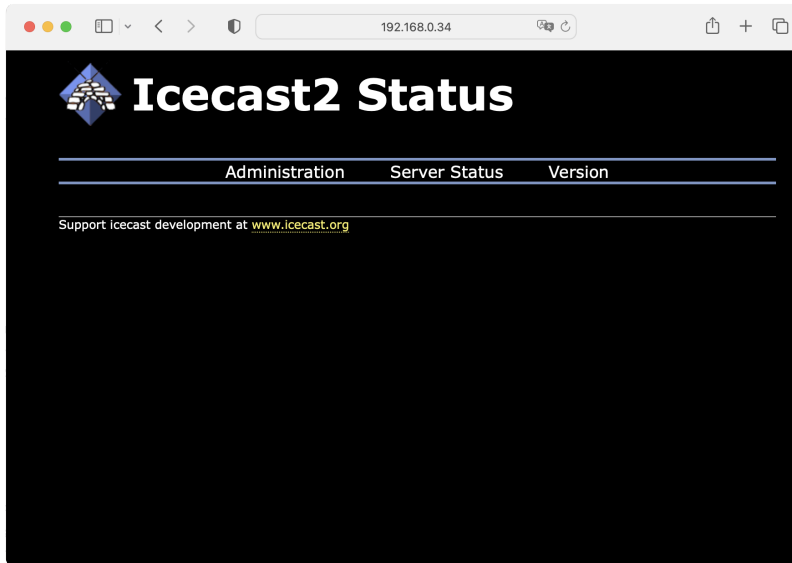 192.168.0.34
Icecast2 Status
Administration Server Status Version
Support icecast development at www.icecast.org